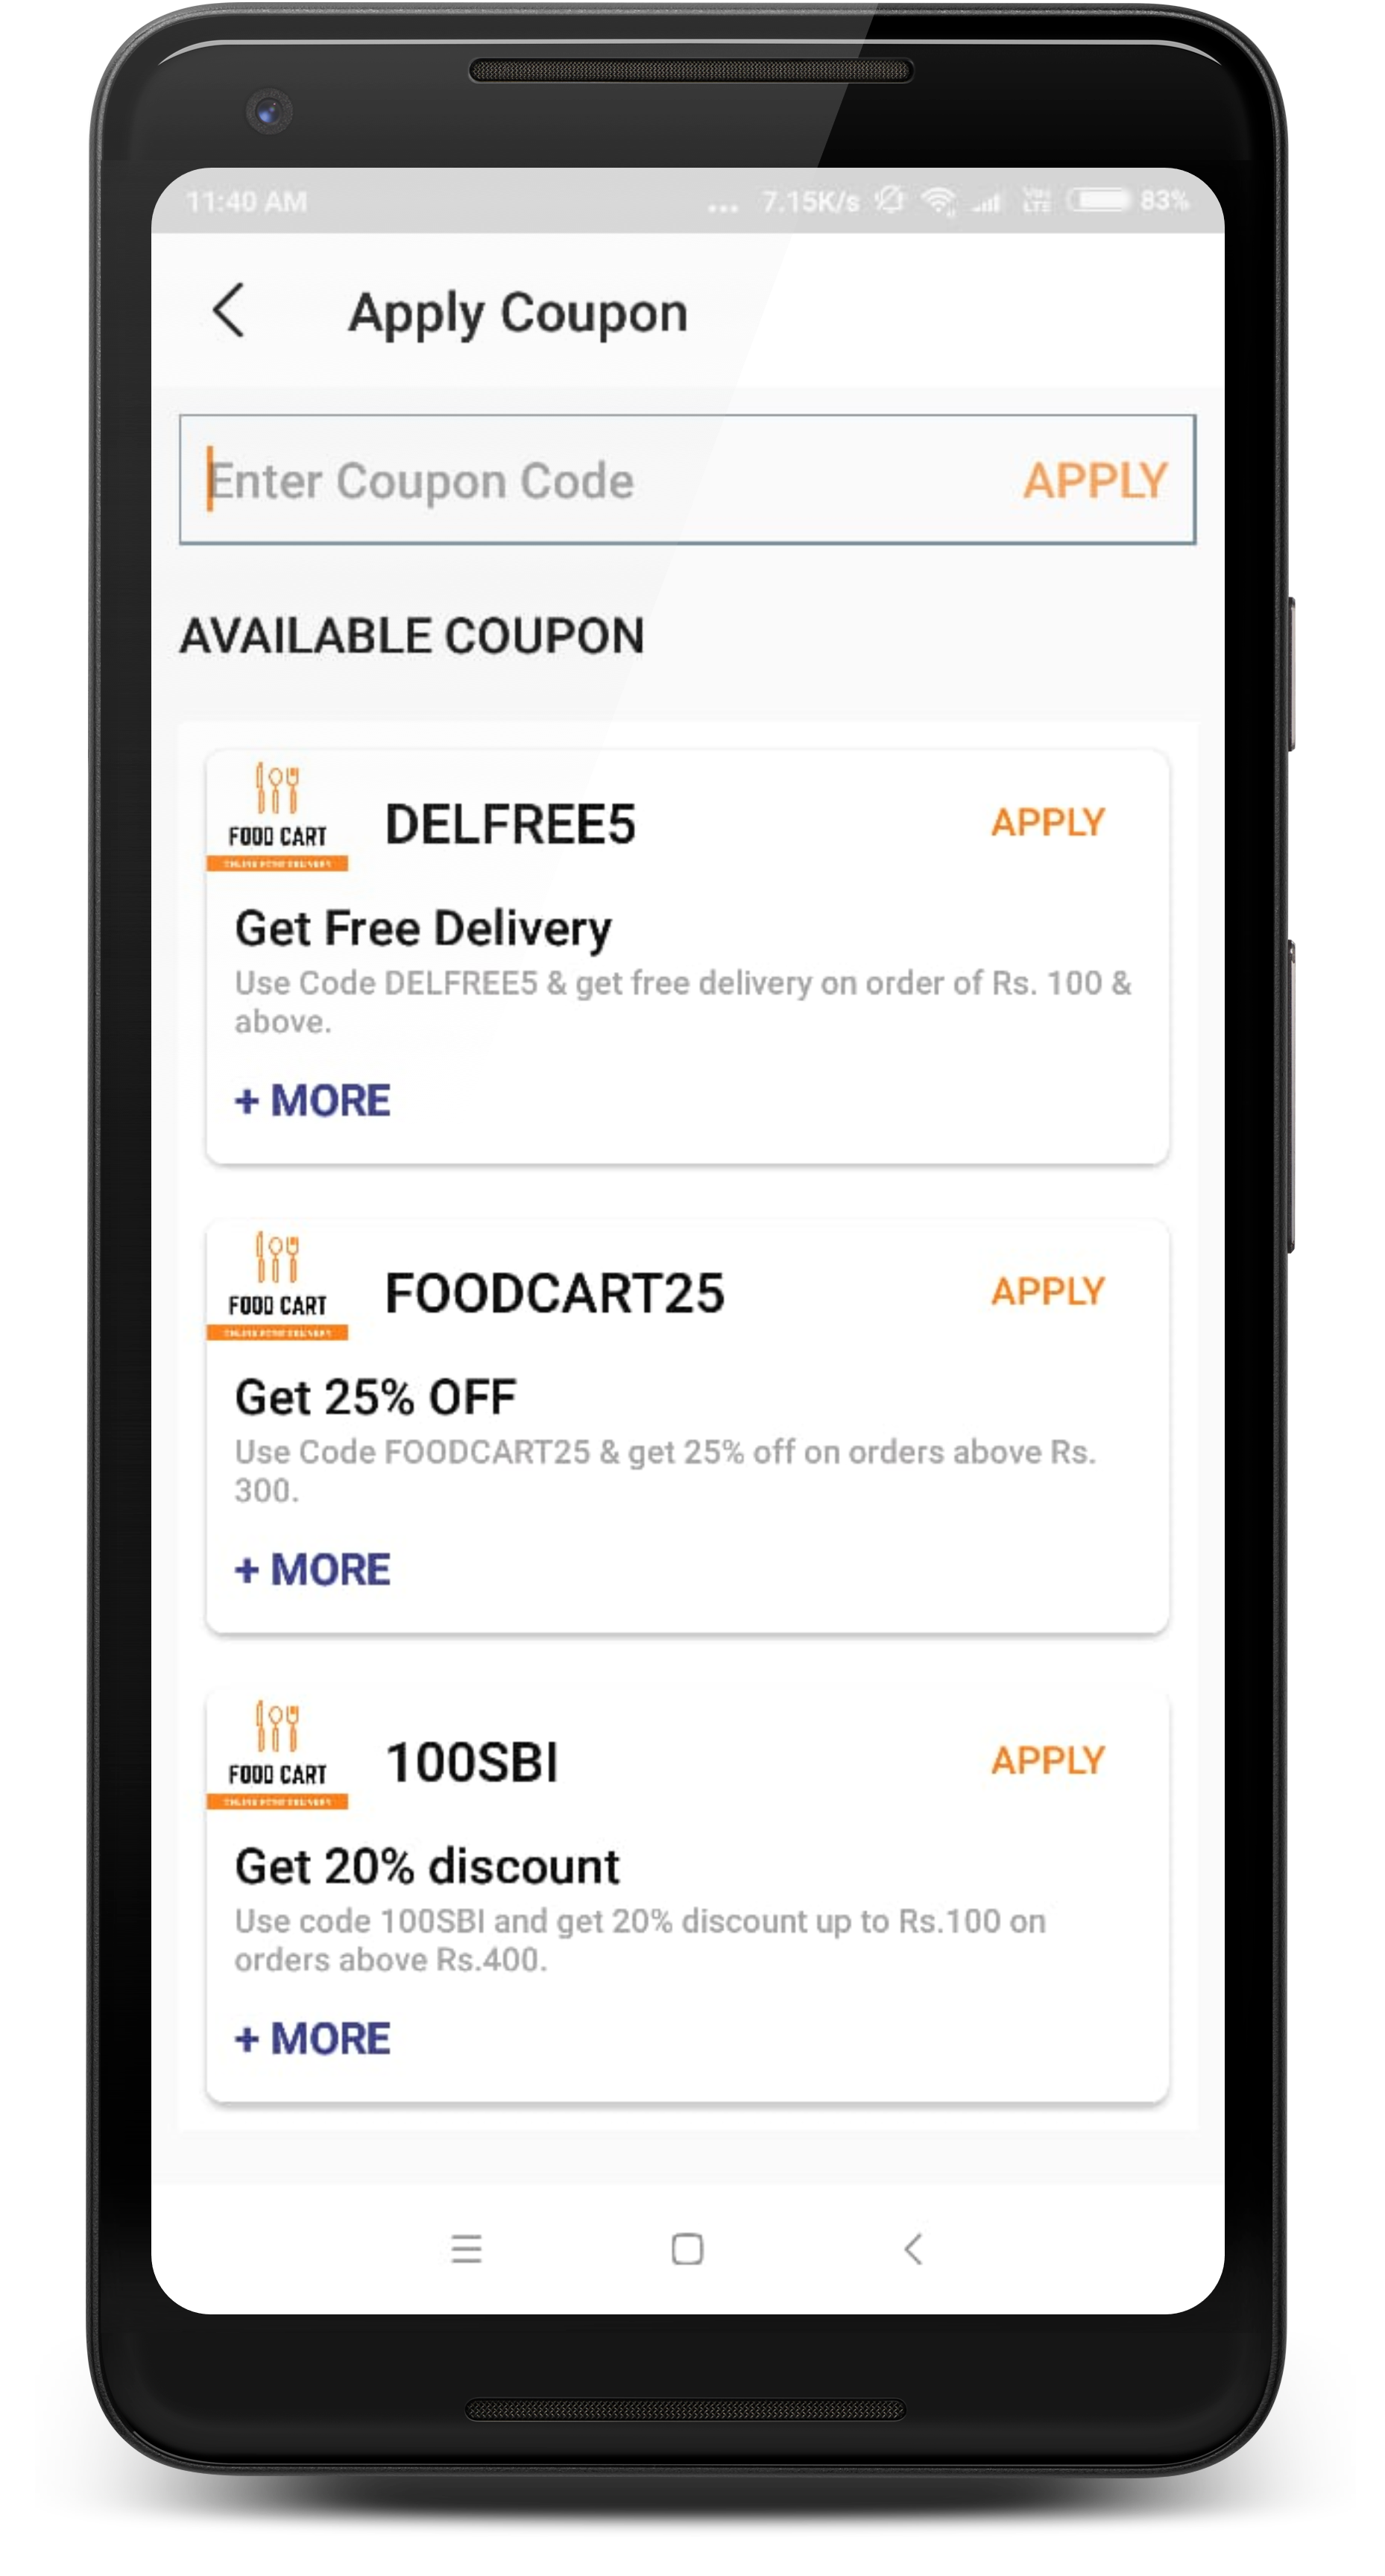 11:40 AM ... 7.15K/s 83%
Apply Coupon
Enter Coupon Code APPLY
AVAILABLE COUPON
FOOD CART
DELFREE5 APPLY
Get Free Delivery
Use Code DELFREE5 & get free delivery on order of Rs. 100 &
above.
+ MORE
FOOD CART
FOODCART25 APPLY
Get 25% OFF
Use Code FOODCART25 & get 25% off on orders above Rs.
300.
+ MORE
FOOD CART
100SBI APPLY
Get 20% discount
Use code 100SBI and get 20% discount up to Rs.100 on
orders above Rs.400.
+ MORE